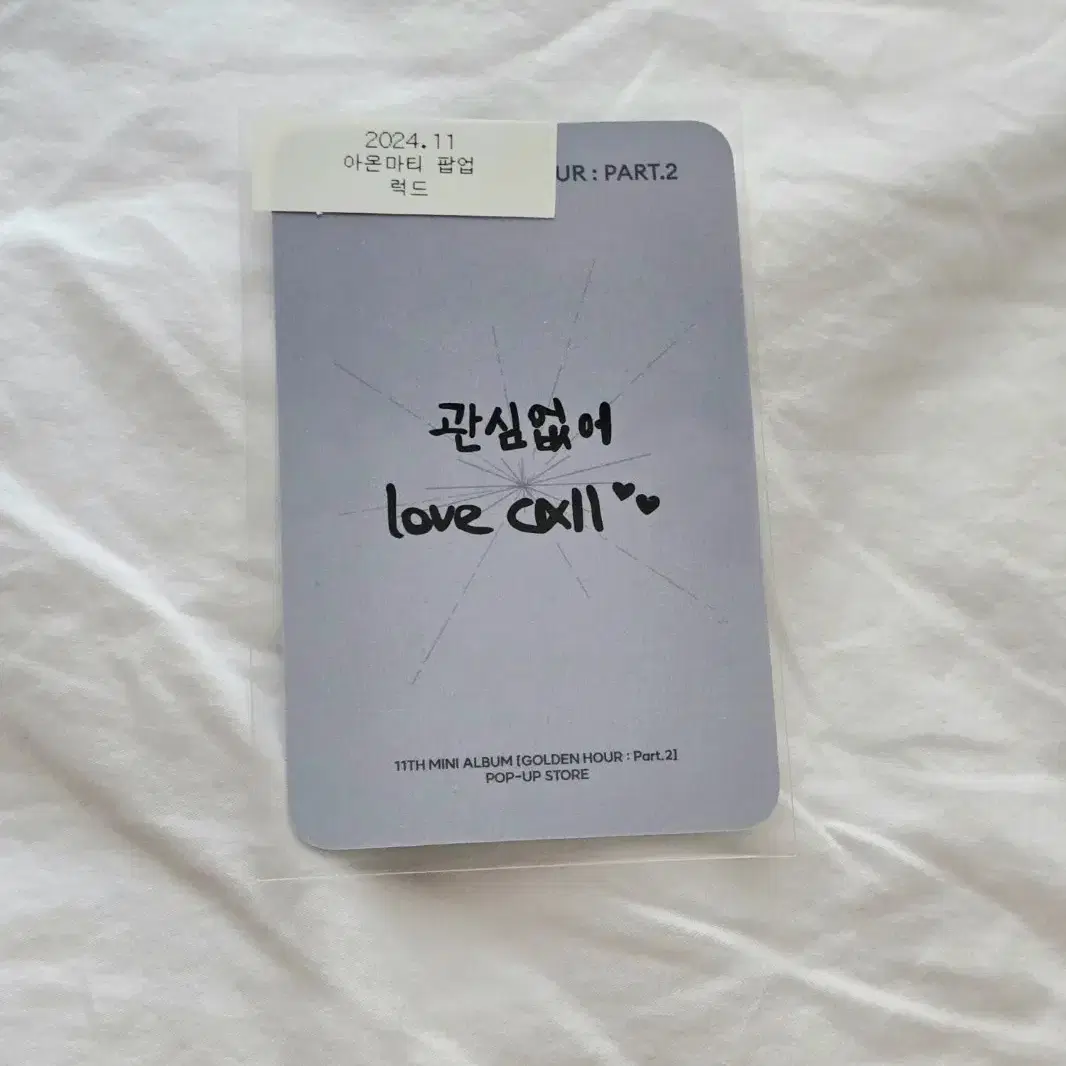 2024.11
아온마티 팝업
럭드
UR : PART.2
관심없어
love call
11TH MINI ALBUM [GOLDEN HOUR : Part.2]
POP-UP STORE